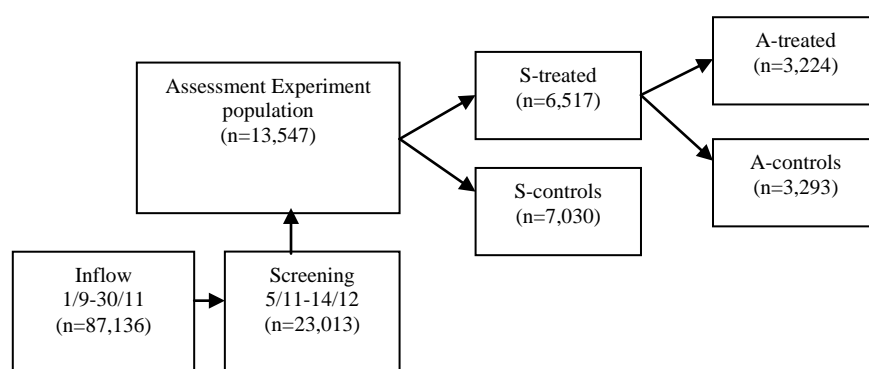 Assessment Experiment
population
(n=13,547)
S-treated
(n=6,517)
A-treated
(n=3,224)
S-controls
(n=7,030)
A-controls
(n=3,293)
Inflow
1/9-30/11
(n=87,136)
Screening
5/11-14/12
(n=23,013)